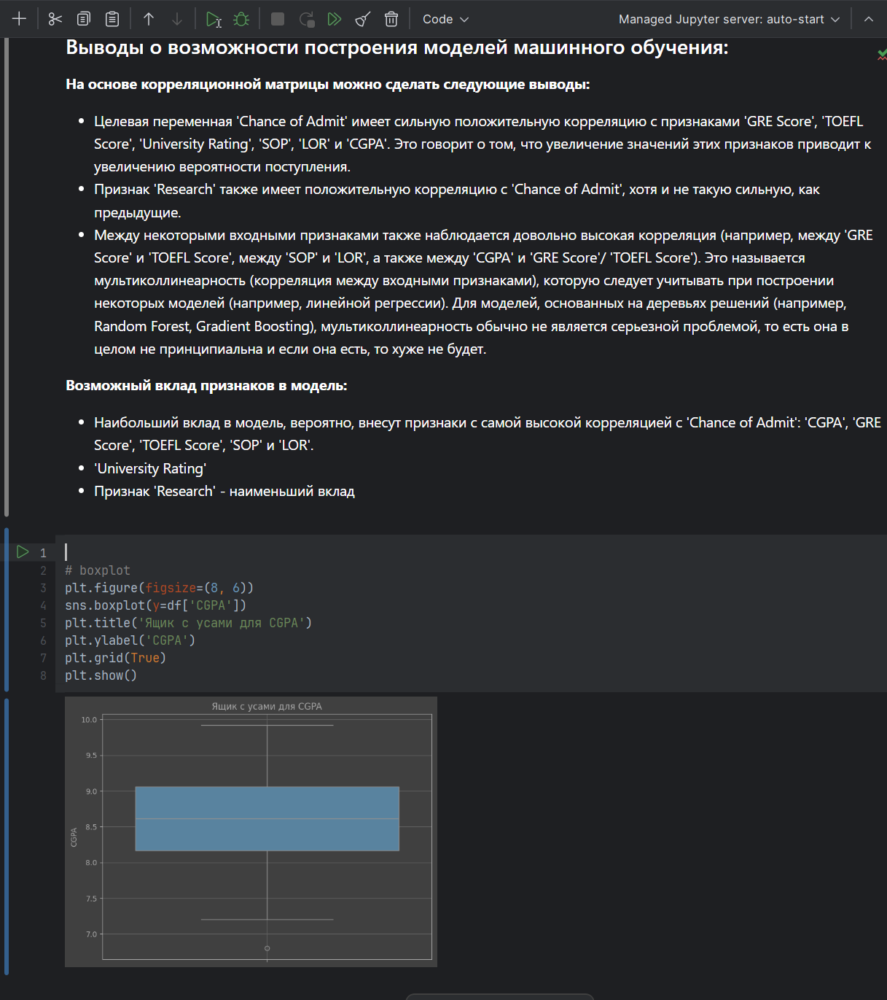 Code
Managed Jupyter server: auto-start
Выводы о возможности построения моделей машинного обучения:
На основе корреляционной матрицы можно сделать следующие выводы:
• Целевая переменная 'Chance of Admit' имеет сильную положительную корреляцию с признаками 'GRE Score', 'TOEFL
Score', 'University Rating', 'SOP', 'LOR' и 'CGPA'. Это говорит о том, что увеличение значений этих признаков приводит к
увеличению вероятности поступления.
• Признак 'Research' также имеет положительную корреляцию с 'Chance of Admit', хотя и не такую сильную, как
предыдущие.
• Между некоторыми входными признаками также наблюдается довольно высокая корреляция (например, между 'GRE
Score' и 'TOEFL Score', между 'SOP' и 'LOR', а также между 'CGPA' и 'GRE Score'/ 'TOEFL Score'). Это называется
мультиколлинеарность (корреляция между входными признаками), которую следует учитывать при построении
некоторых моделей (например, линейной регрессии). Для моделей, основанных на деревьях решений (например,
Random Forest, Gradient Boosting), мультиколлинеарность обычно не является серьезной проблемой, то есть она в
целом не принципиальна и если она есть, то хуже не будет.
Возможный вклад признаков в модель:
• Наибольший вклад в модель, вероятно, внесут признаки с самой высокой корреляцией с 'Chance of Admit': 'CGPA', 'GRE
Score', 'TOEFL Score', 'SOP' и 'LOR'.
• 'University Rating'
• Признак 'Research' - наименьший вклад
1
2 # boxplot
3 plt.figure(figsize=(8, 6))
4 sns.boxplot(y=df['CGPA'])
5 plt.title('Ящик с усами для CGPA')
6 plt.ylabel('CGPA')
7 plt.grid(True)
8 plt.show()
Ящик с усами для CGPA
10.0
9.5
9.0
8.5
8.0
7.5
7.0
CGPA